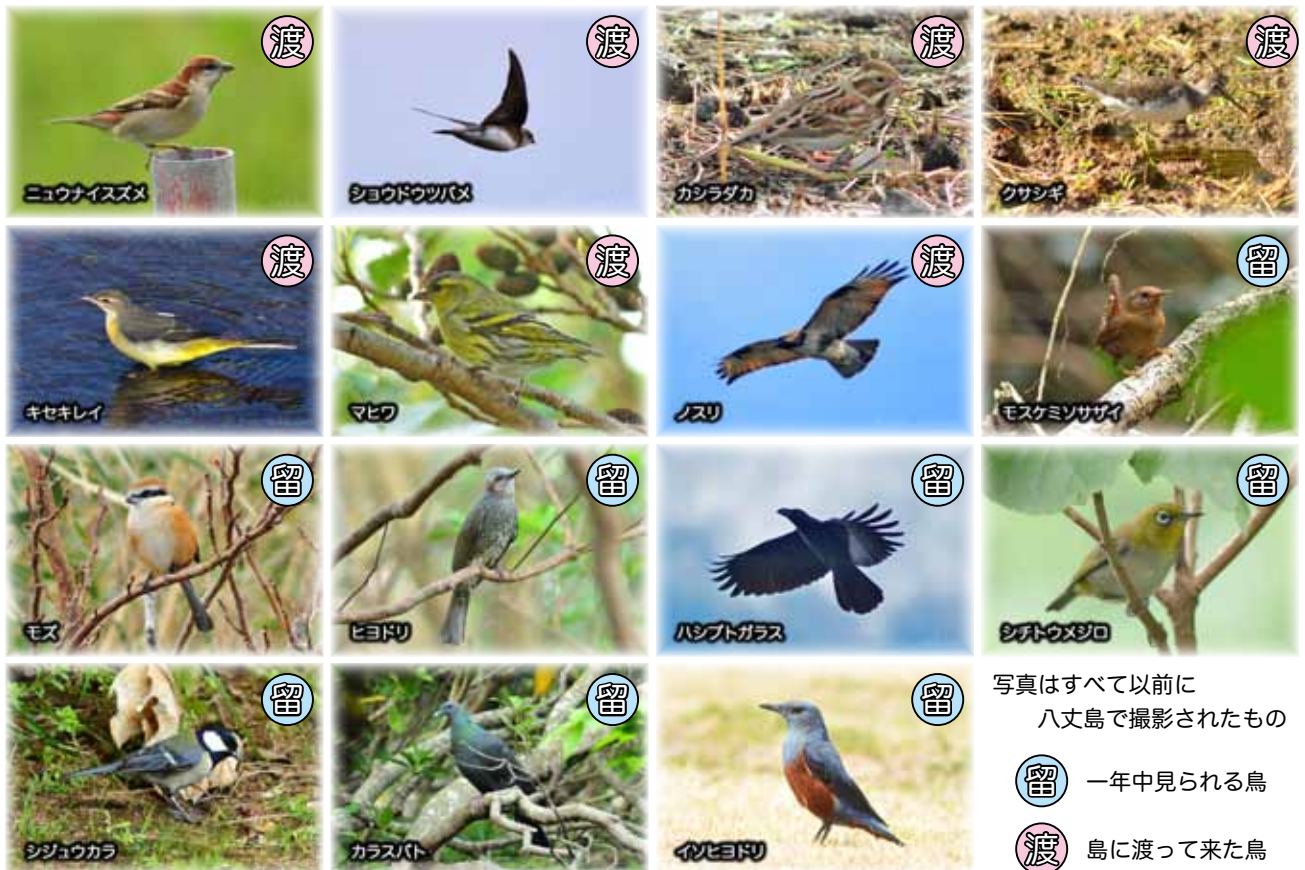 渡
ニュウナイスズメ
渡
ショウドウツバメ
渡
カシラダカ
渡
クサシギ
渡
キセキレイ
渡
マヒワ
渡
ノスリ
留
モスケミソサザイ
留
モズ
留
ヒヨドリ
留
ハシブトガラス
留
シチトウメジロ
留
シジュウカラ
留
カラスバト
留
イソヒヨドリ
写真はすべて以前に
八丈島で撮影されたもの
留 一年中見られる鳥
渡 島に渡って来た鳥